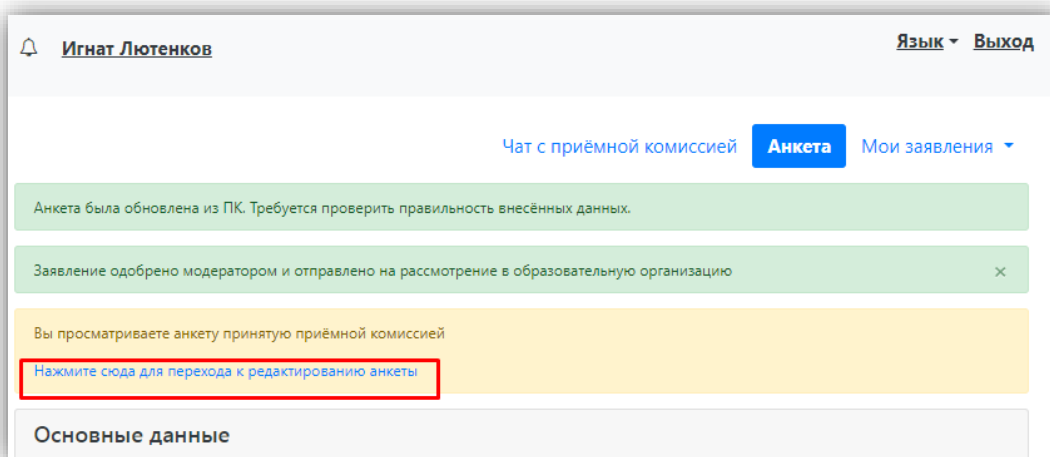 Игнат Лютенков
Язык Выход
Чат с приёмной комиссией Анкета Мои заявления
Анкета была обновлена из ПК. Требуется проверить правильность внесённых данных.
Заявление одобрено модератором и отправлено на рассмотрение в образовательную организацию ×
Вы просматриваете анкету принятую приёмной комиссией
Нажмите сюда для перехода к редактированию анкеты
Основные данные